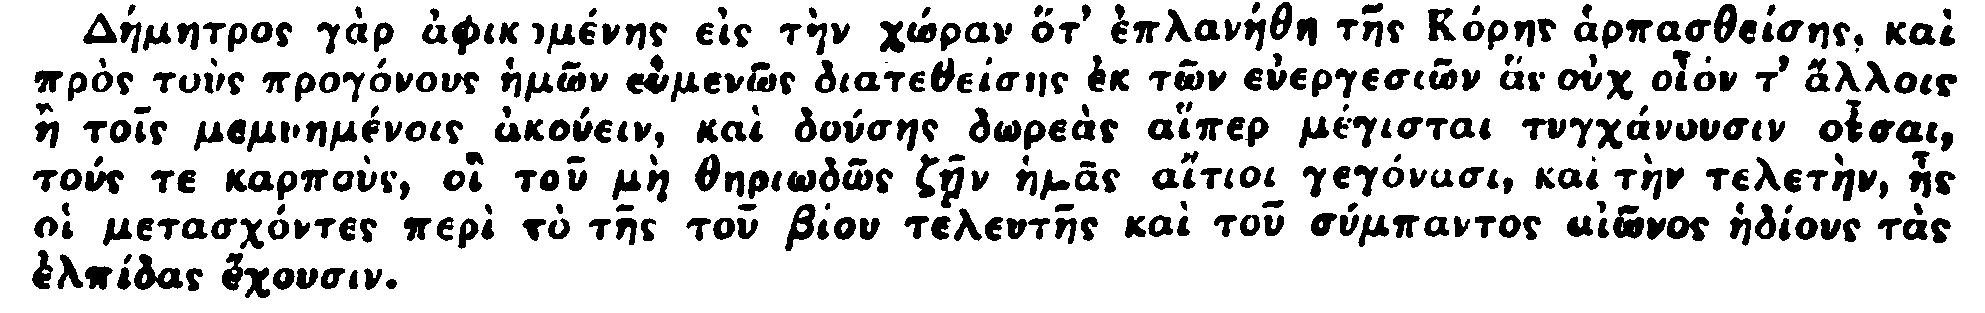 Δήμητρος γὰρ ἀφικομένης εἰς τὴν χώραν ὅτ’ ἐπλανήθη τῆς Κόρης ἁρπασθείσης, καὶ
πρὸς τοὺς προγόνους ἡμῶν εὐμενῶς διατεθείσης ἐκ τῶν εὐεργεσιῶν ἃς οὐχ οἷόν τ’ ἄλλοις
ἢ τοῖς μεμυημένοις ἀκούειν, καὶ δούσης δωρεὰς αἵπερ μέγισται τυγχάνουσιν οὖσαι,
τούς τε καρποὺς, οἳ τοῦ μὴ θηριωδῶς ζῇν ἡμᾶς αἴτιοι γεγόνασι, καὶ τὴν τελετὴν, ἧς
οἱ μετασχόντες περὶ τὸ τῆς τοῦ βίου τελευτῆς καὶ τοῦ σύμπαντος αἰῶνος ἡδίους τὰς
ἐλπίδας ἔχουσιν.